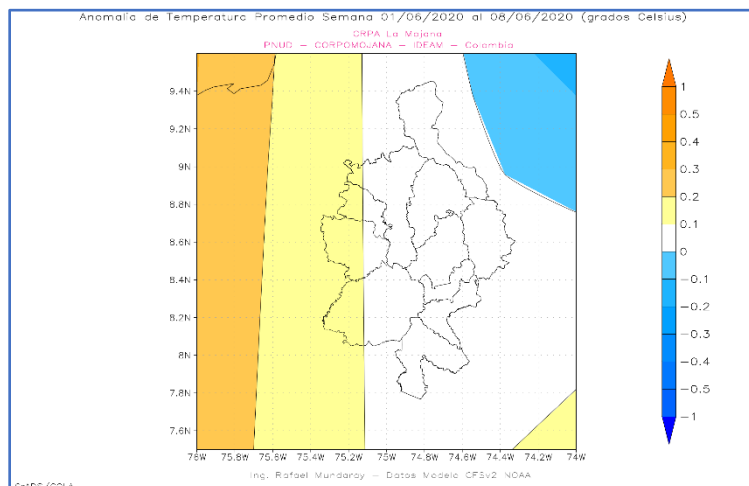 Anomalia de Temperatura Promedio Semana 01/06/2020 al 08/06/2020 (grados Celsius)
ORPA La Mojana
PNUD – CORPOMOJANA – IDEAM – Colombia
9.4N
9.2N
9N
8.8N
8.6N
8.4N
8.2N
8N
7.8N
7.6N
76W 75.8W 75.6W 75.4W 75.2W 75W 74.8W 74.6W 74.4W 74.2W 74W
1
0.5
0.4
0.3
0.2
0.1
0
−0.1
−0.2
−0.3
−0.4
−0.5
−1
Ing. Rafael Mundaray – Datos Modelo CFSv2 NOAA